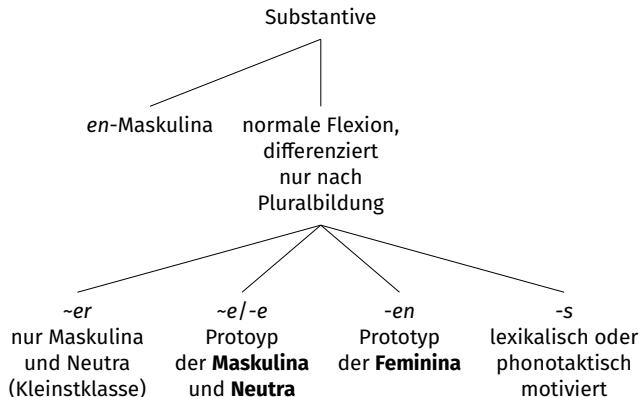 Substantive
en-Maskulina
normale Flexion,
differenziert
nur nach
Pluralbildung
~er
nur Maskulina
und Neutra
(Kleinstklasse)
~e/-e
Protoyp
der Maskulina
und Neutra
-en
Prototyp
der Feminina
-s
lexikalisch oder
phonotaktisch
motiviert